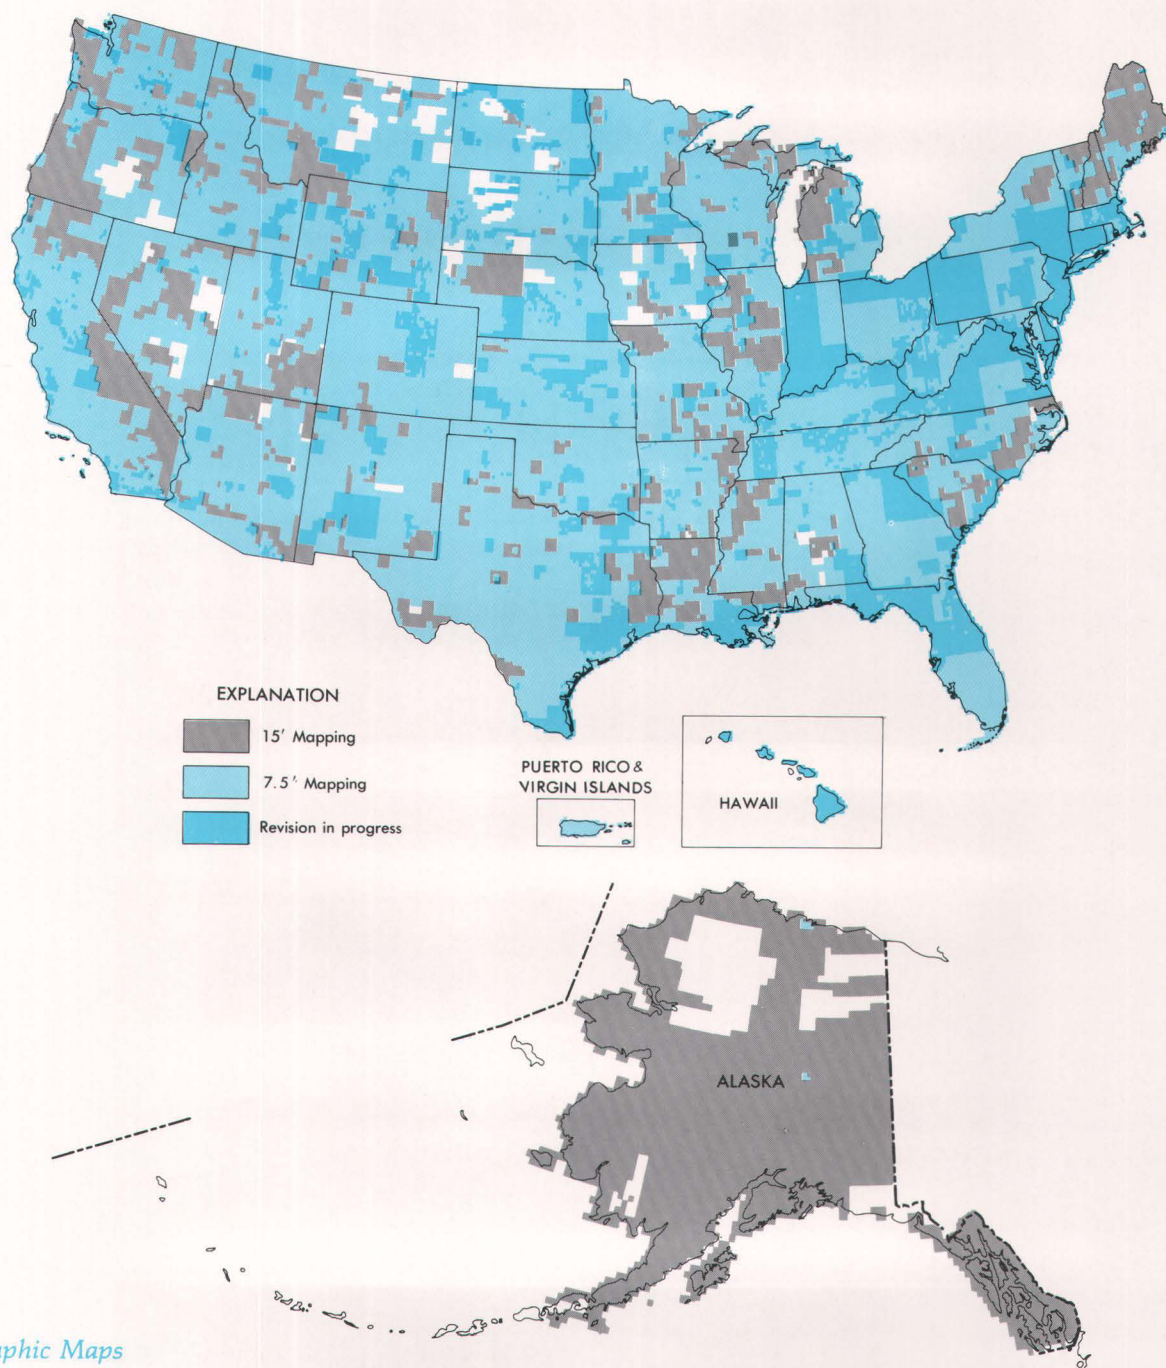 EXPLANATION
15' Mapping
7.5' Mapping
Revision in progress
PUERTO RICO &
VIRGIN ISLANDS
HAWAII
ALASKA
aphic Maps